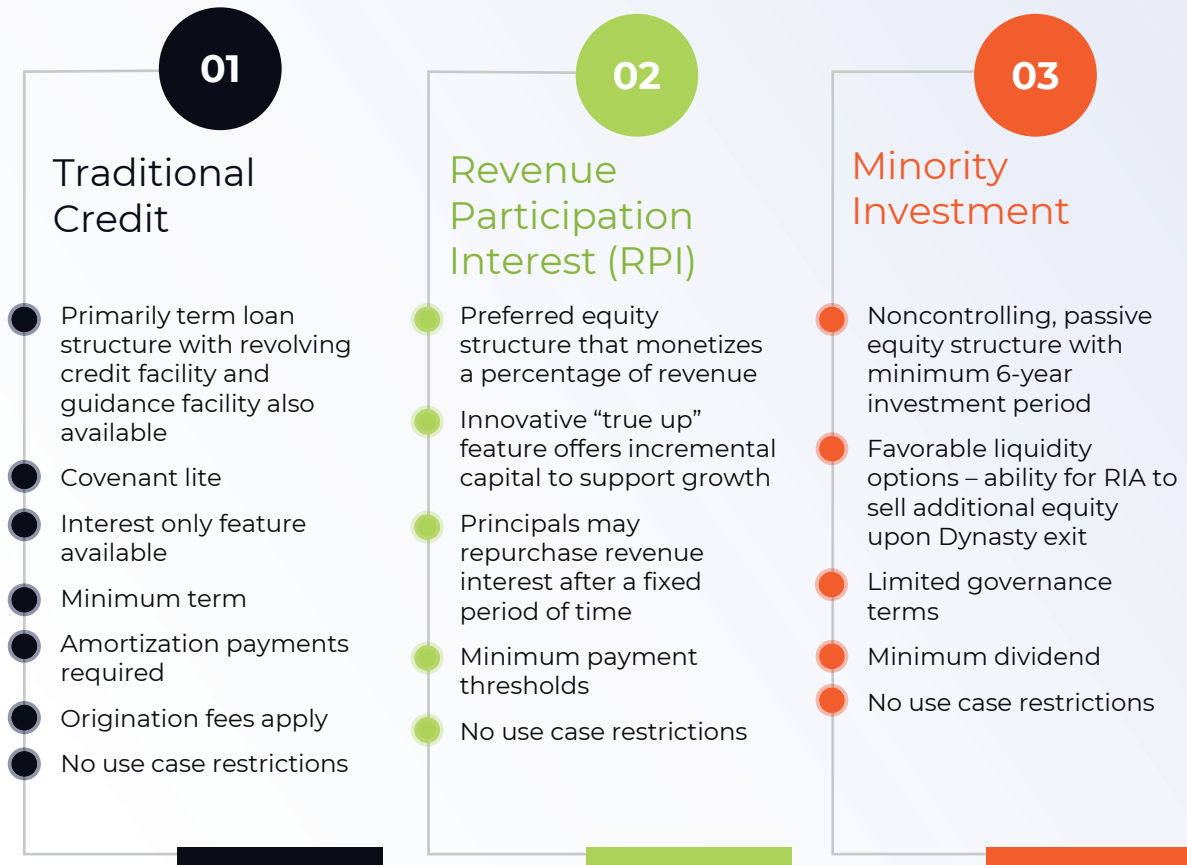 01
Traditional
Credit
Primarily term loan
structure with revolving
credit facility and
guidance facility also
available
Covenant lite
Interest only feature
available
Minimum term
Amortization payments
required
Origination fees apply
No use case restrictions
02
Revenue
Participation
Interest (RPI)
Preferred equity
structure that monetizes
a percentage of revenue
Innovative “true up”
feature offers incremental
capital to support growth
Principals may
repurchase revenue
interest after a fixed
period of time
Minimum payment
thresholds
No use case restrictions
03
Minority
Investment
Noncontrolling, passive
equity structure with
minimum 6-year
investment period
Favorable liquidity
options – ability for RIA to
sell additional equity
upon Dynasty exit
Limited governance
terms
Minimum dividend
No use case restrictions